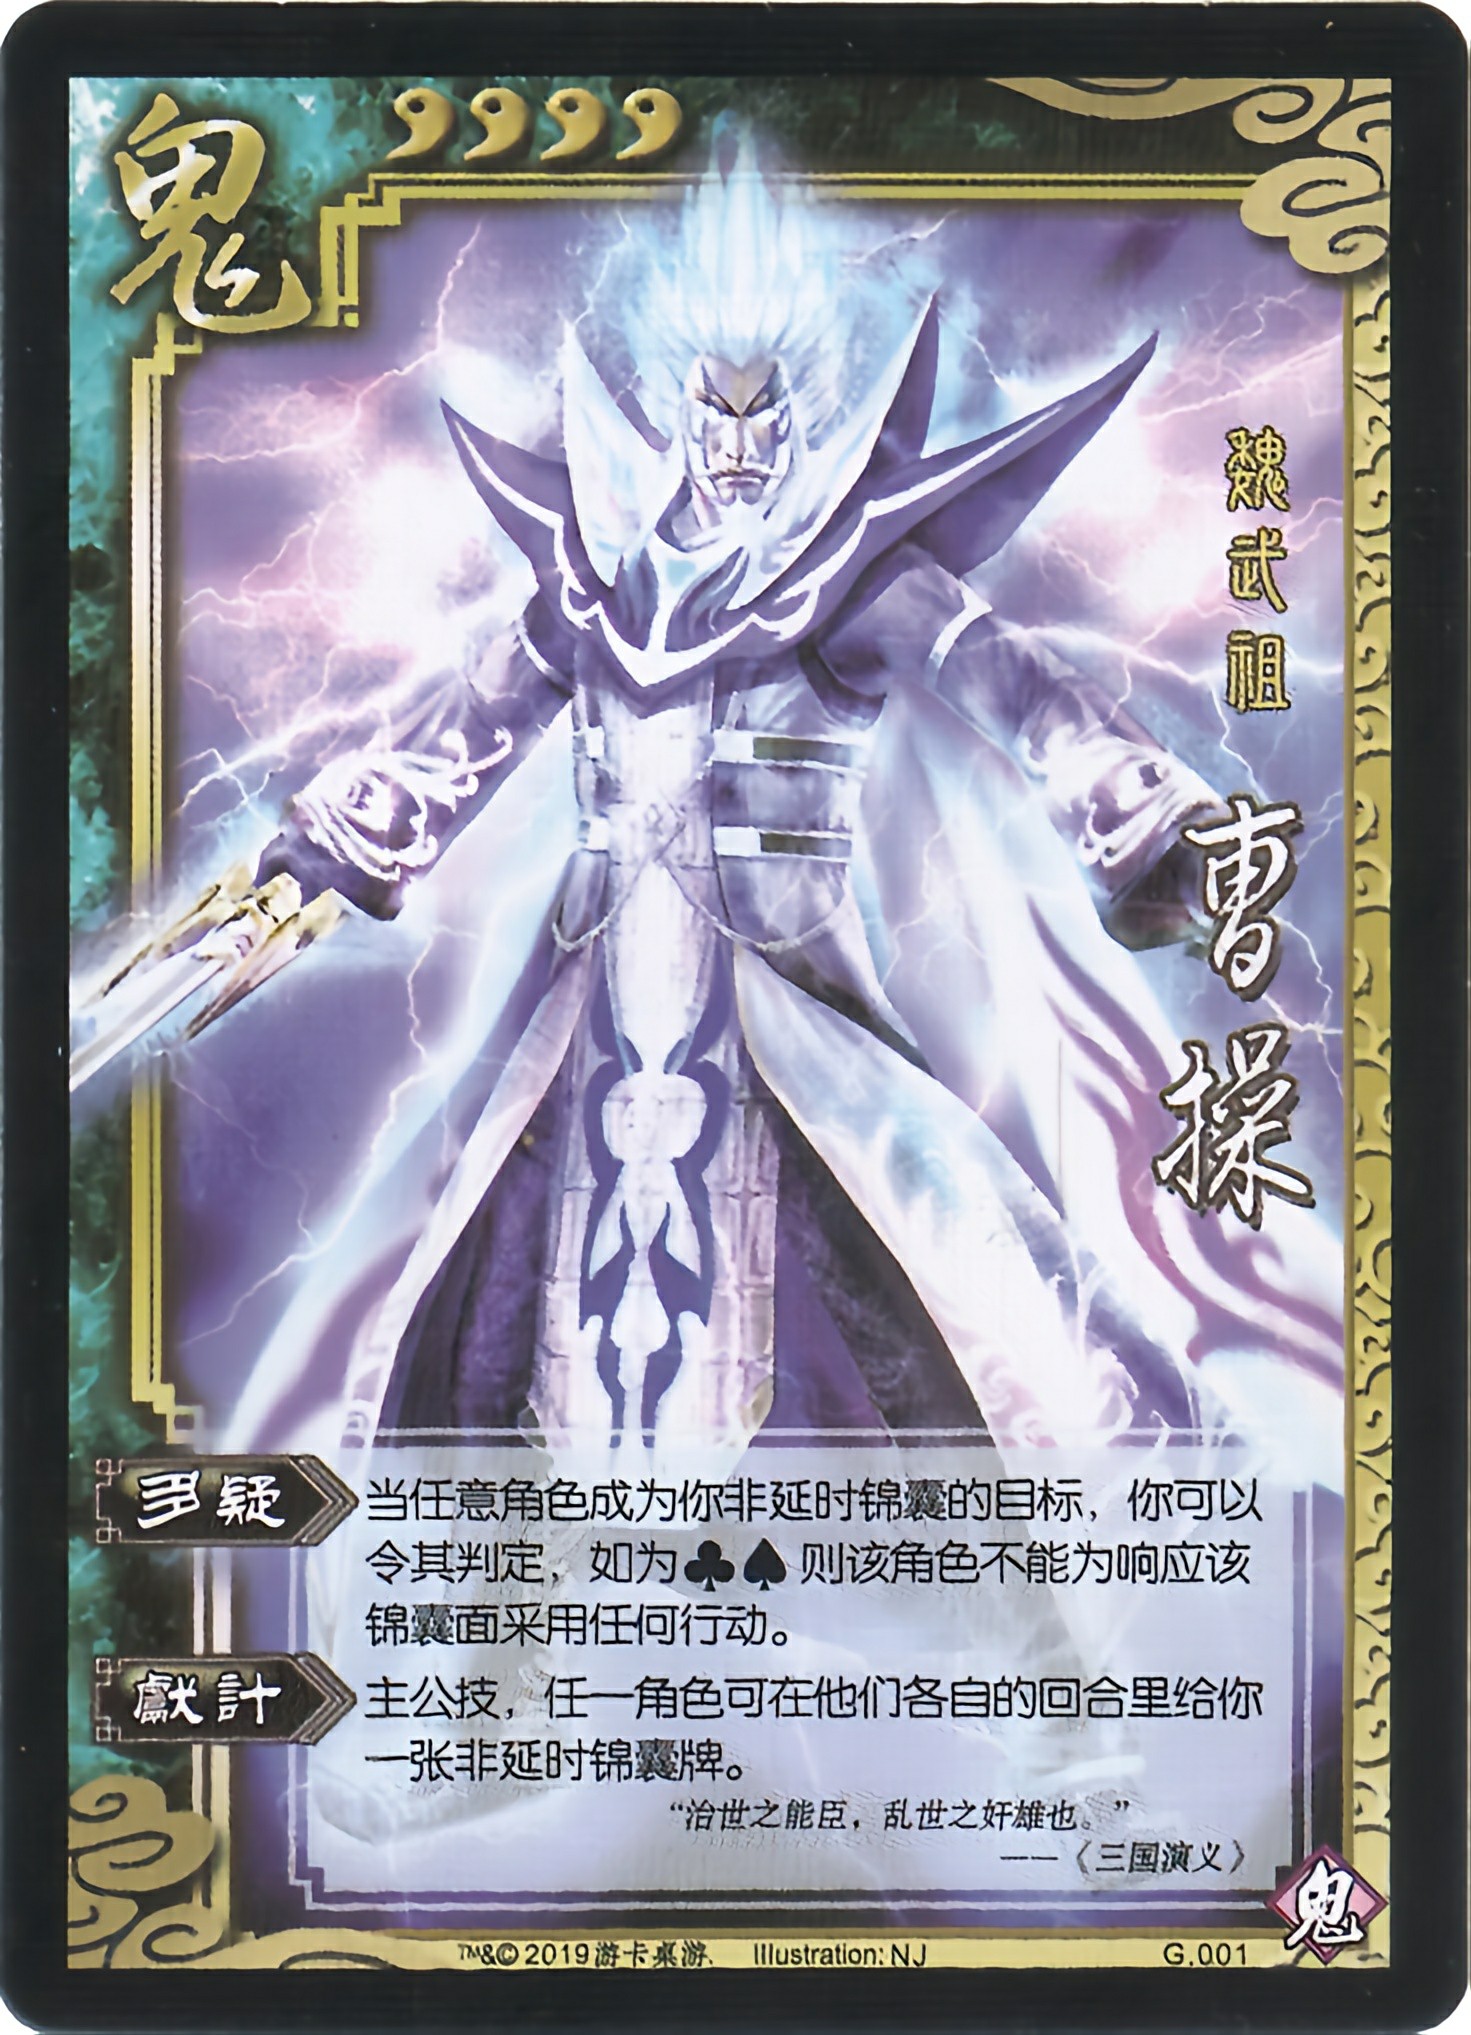 鬼
魏武祖
曹操
多疑
当任意角色成为你非延时锦囊的目标，你可以
令其判定，如为♣♠则该角色不能为响应该
锦囊面采用任何行动。
獻計
主公技，任一角色可在他们各自的回合里给你
一张非延时锦囊牌。
“治世之能臣，乱世之奸雄也。”
——《三国演义》
鬼
™&©2019游卡桌游. Illustration: NJ G.001